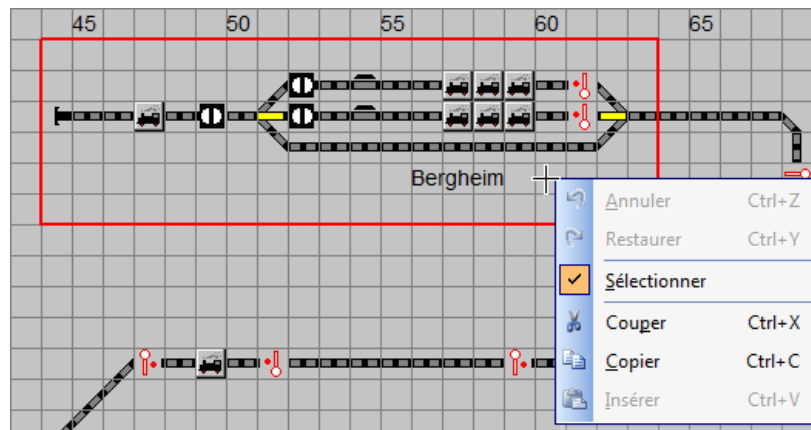 45 50 55 60 65
Bergheim
Annuler Ctrl+Z
Restaurer Ctrl+Y
Sélectionner
Couper Ctrl+X
Copier Ctrl+C
Insérer Ctrl+V